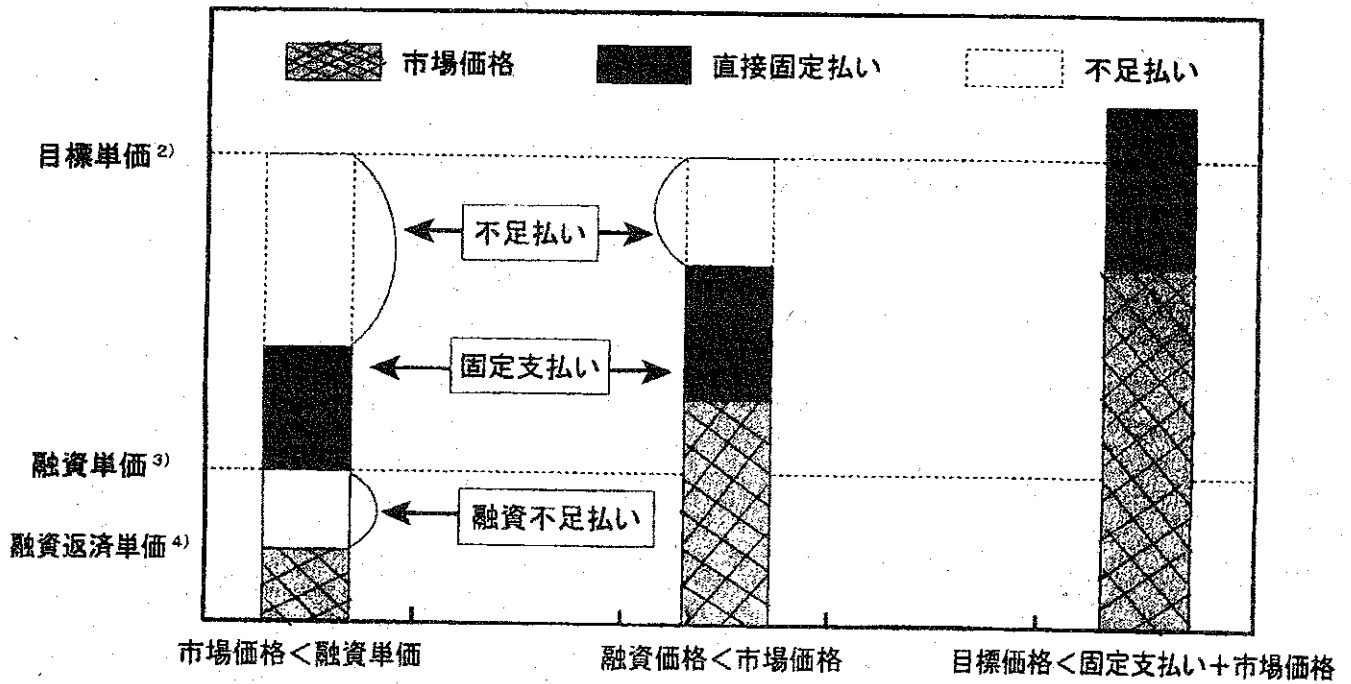 市場価格
直接固定払い
不足払い
目標単価2)
不足払い
固定支払い
融資単価3)
融資不足払い
融資返済単価4)
市場価格<融資単価
融資価格<市場価格
目標価格<固定支払い+市場価格